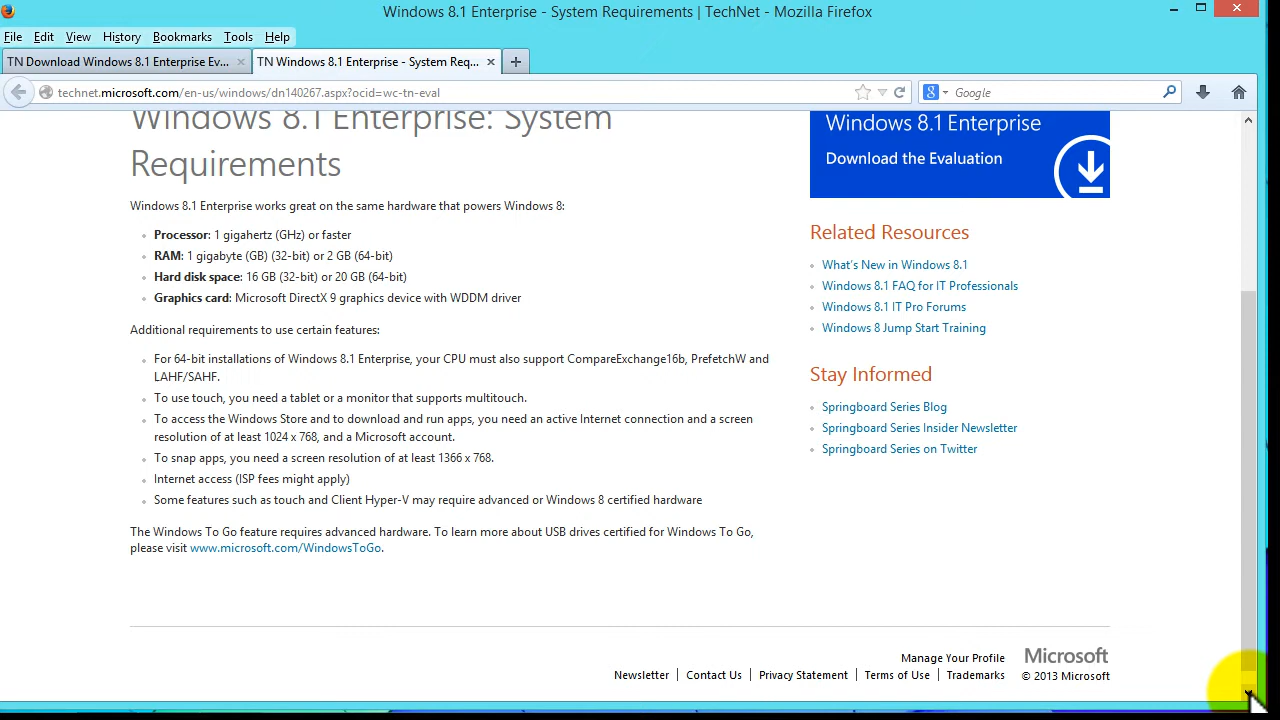 Windows 8.1 Enterprise - System Requirements | TechNet - Mozilla Firefox
File Edit View History Bookmarks Tools Help
TN Download Windows 8.1 Enterprise Ev... × TN Windows 8.1 Enterprise - System Req... × +
technet.microsoft.com/en-us/windows/dn140267.aspx?ocid=wc-tn-eval
Google
Windows 8.1 Enterprise: System
Requirements
Windows 8.1 Enterprise works great on the same hardware that powers Windows 8:
Processor: 1 gigahertz (GHz) or faster
RAM: 1 gigabyte (GB) (32-bit) or 2 GB (64-bit)
Hard disk space: 16 GB (32-bit) or 20 GB (64-bit)
Graphics card: Microsoft DirectX 9 graphics device with WDDM driver
Additional requirements to use certain features:
For 64-bit installations of Windows 8.1 Enterprise, your CPU must also support CompareExchange16b, PrefetchW and
LAHF/SAHF.
To use touch, you need a tablet or a monitor that supports multitouch.
To access the Windows Store and to download and run apps, you need an active Internet connection and a screen
resolution of at least 1024 x 768, and a Microsoft account.
To snap apps, you need a screen resolution of at least 1366 x 768.
Internet access (ISP fees might apply)
Some features such as touch and Client Hyper-V may require advanced or Windows 8 certified hardware
The Windows To Go feature requires advanced hardware. To learn more about USB drives certified for Windows To Go,
please visit www.microsoft.com/WindowsToGo.
Windows 8.1 Enterprise
Download the Evaluation
Related Resources
What's New in Windows 8.1
Windows 8.1 FAQ for IT Professionals
Windows 8.1 IT Pro Forums
Windows 8 Jump Start Training
Stay Informed
Springboard Series Blog
Springboard Series Insider Newsletter
Springboard Series on Twitter
Manage Your Profile
Microsoft
Newsletter | Contact Us | Privacy Statement | Terms of Use | Trademarks
© 2013 Microsoft